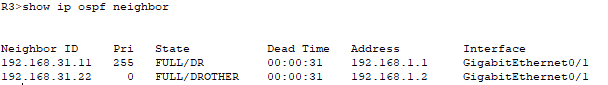 R3>show ip ospf neighbor
Neighbor ID Pri State Dead Time Address Interface
192.168.31.11 255 FULL/DR 00:00:31 192.168.1.1 GigabitEthernet0/1
192.168.31.22 0 FULL/DROTHER 00:00:31 192.168.1.2 GigabitEthernet0/1